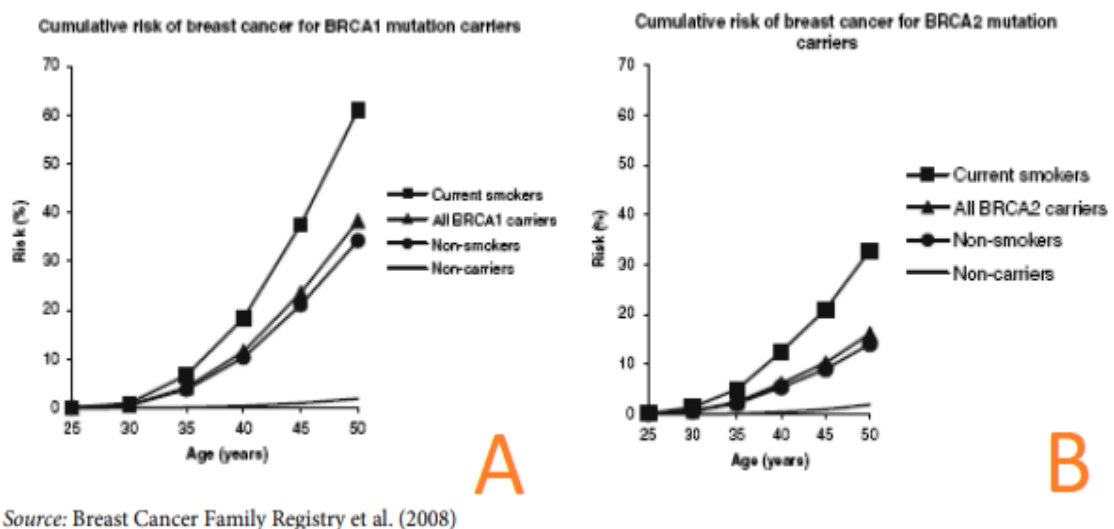 Cumulative risk of breast cancer for BRCA1 mutation carriers
70
60
50
40
30
20
10
0
Risk (%)
25 30 35 40 45 50
Age (years)
Current smokers
All BRCA1 carriers
Non-smokers
Non-carriers
A
Cumulative risk of breast cancer for BRCA2 mutation
carriers
70
60
50
40
30
20
10
0
Risk (%)
25 30 35 40 45 50
Age (years)
Current smokers
All BRCA2 carriers
Non-smokers
Non-carriers
B
Source: Breast Cancer Family Registry et al. (2008)